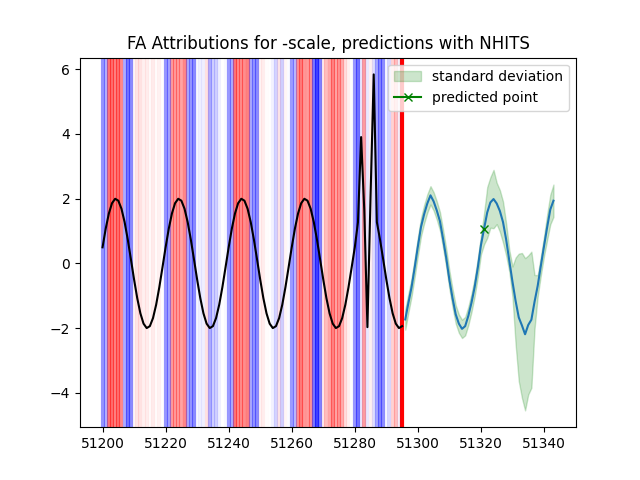 FA Attributions for -scale, predictions with NHITS
standard deviation
predicted point
6
4
2
0
−2
−4
51200 51220 51240 51260 51280 51300 51320 51340